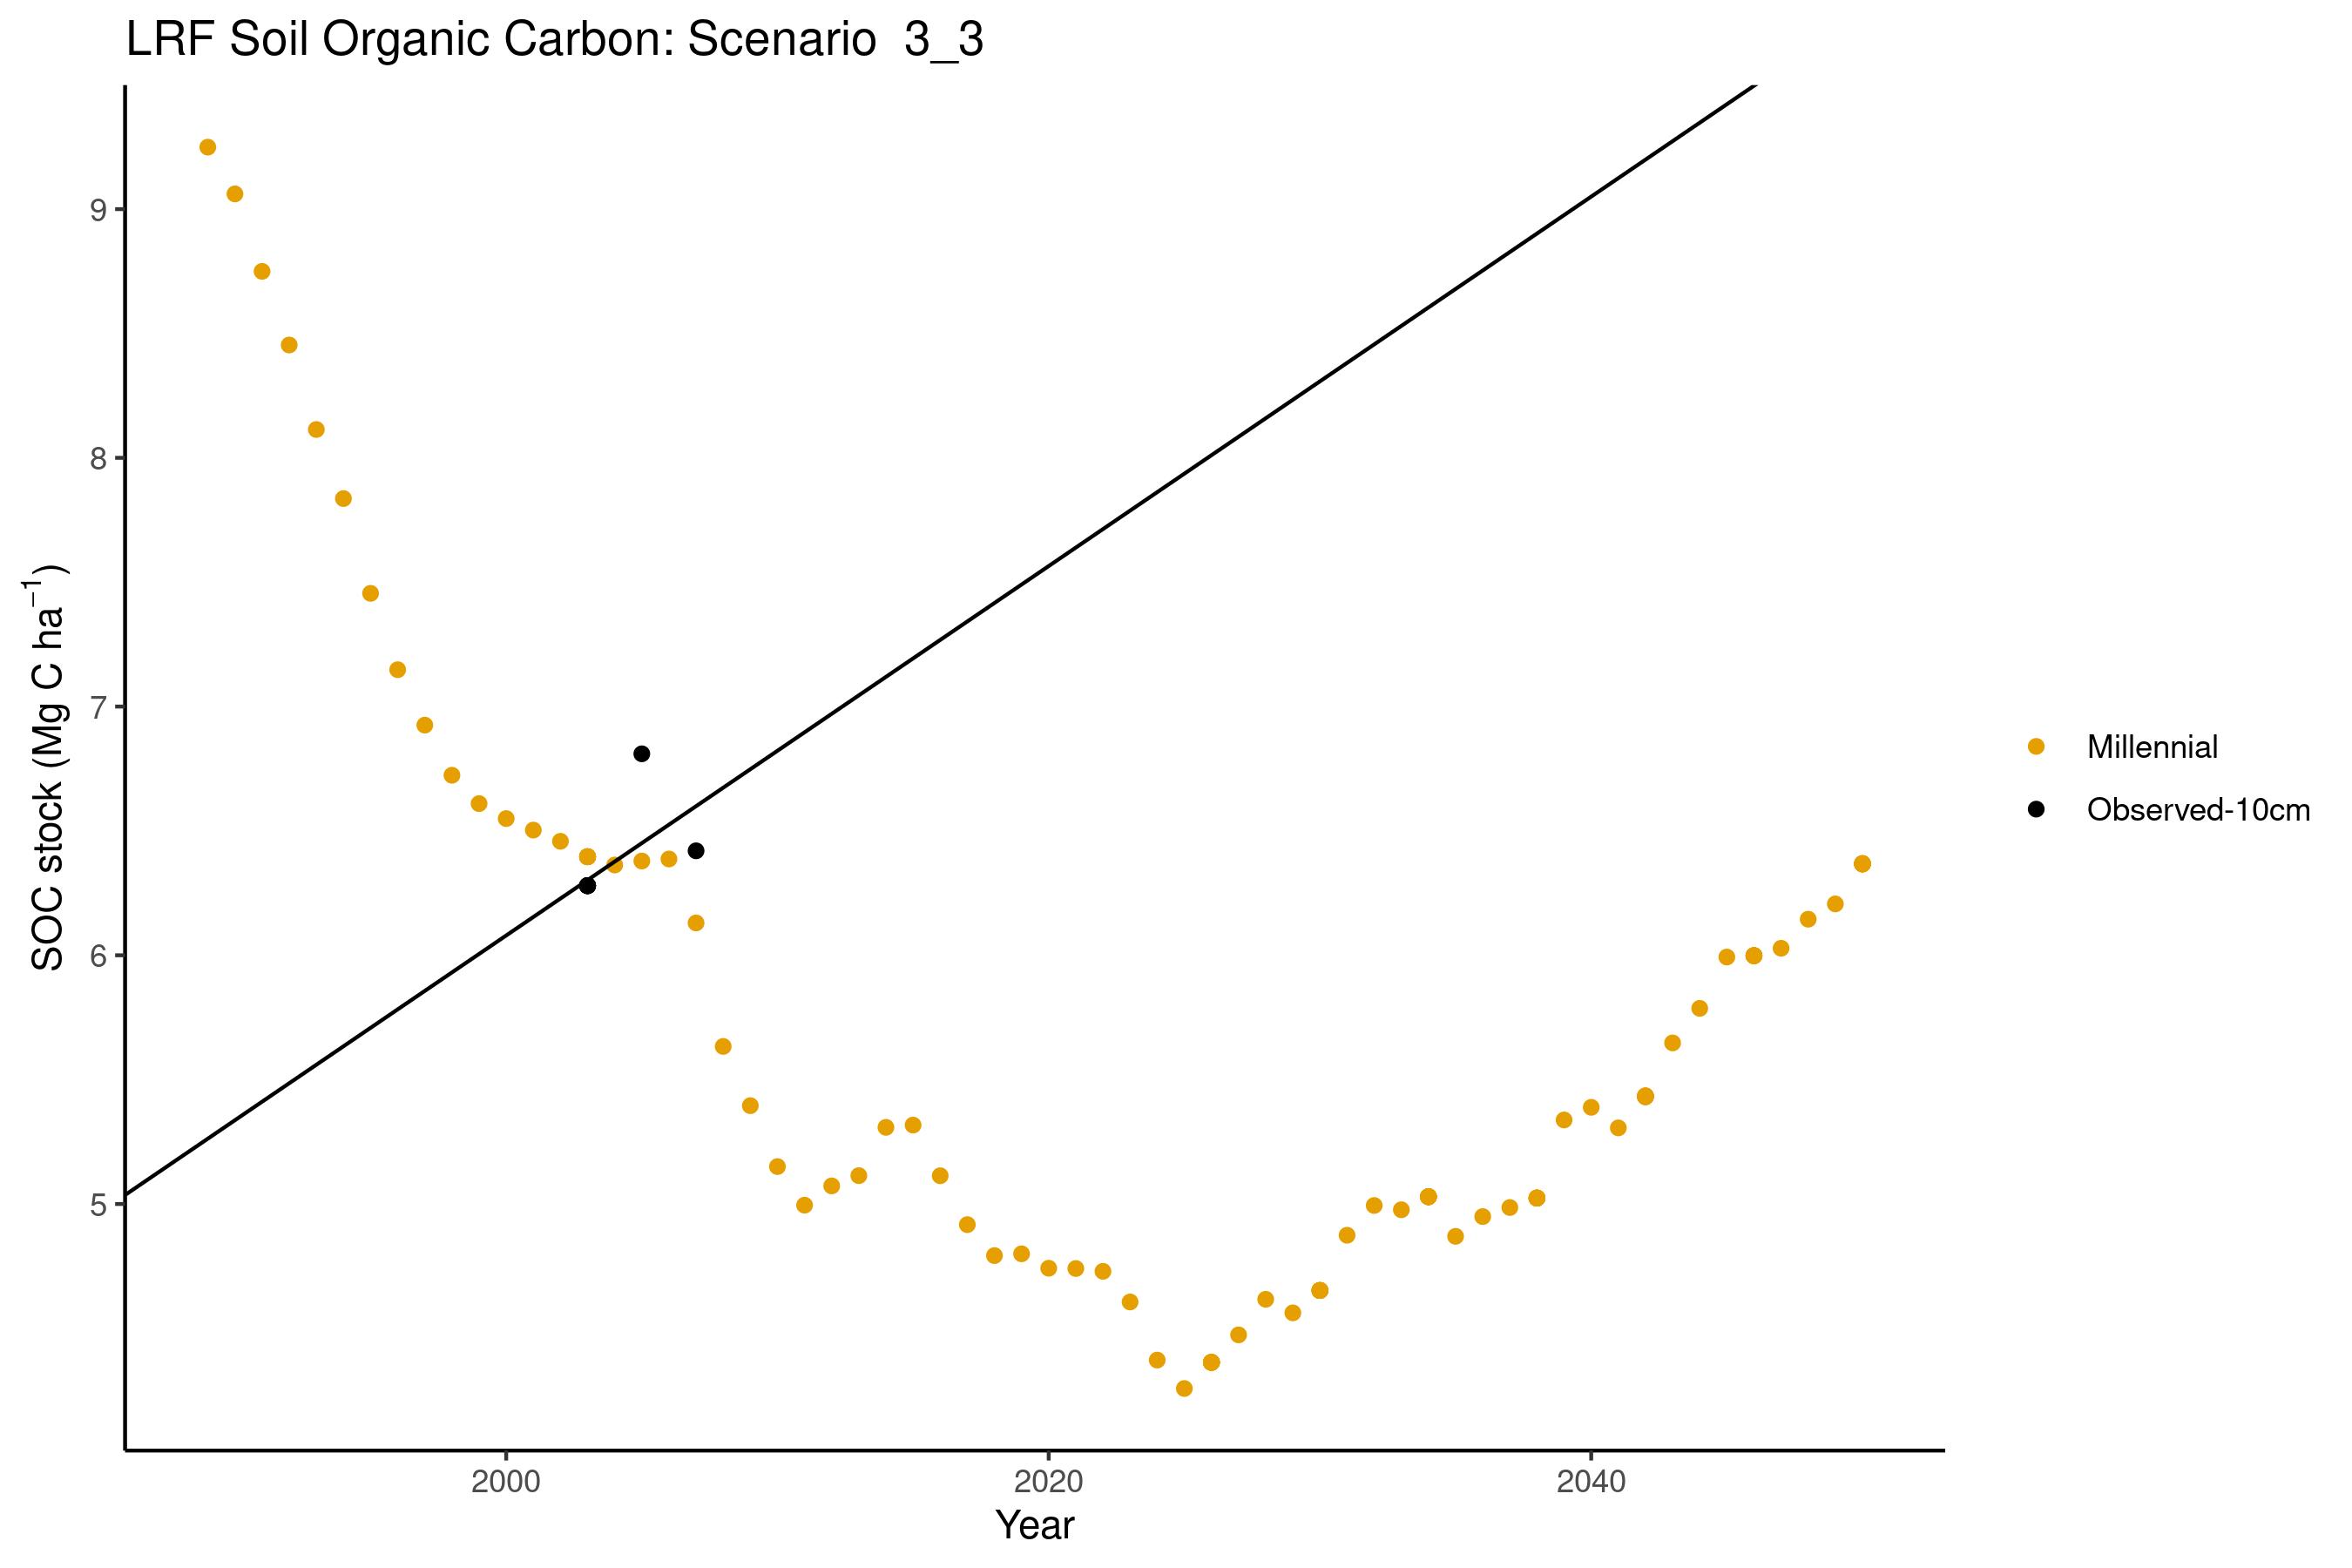 LRF Soil Organic Carbon: Scenario  3_3
SOC stock (Mg C ha⁻¹)
9
8
7
6
5
2000
2020
2040
Year
Millennial
Observed-10cm